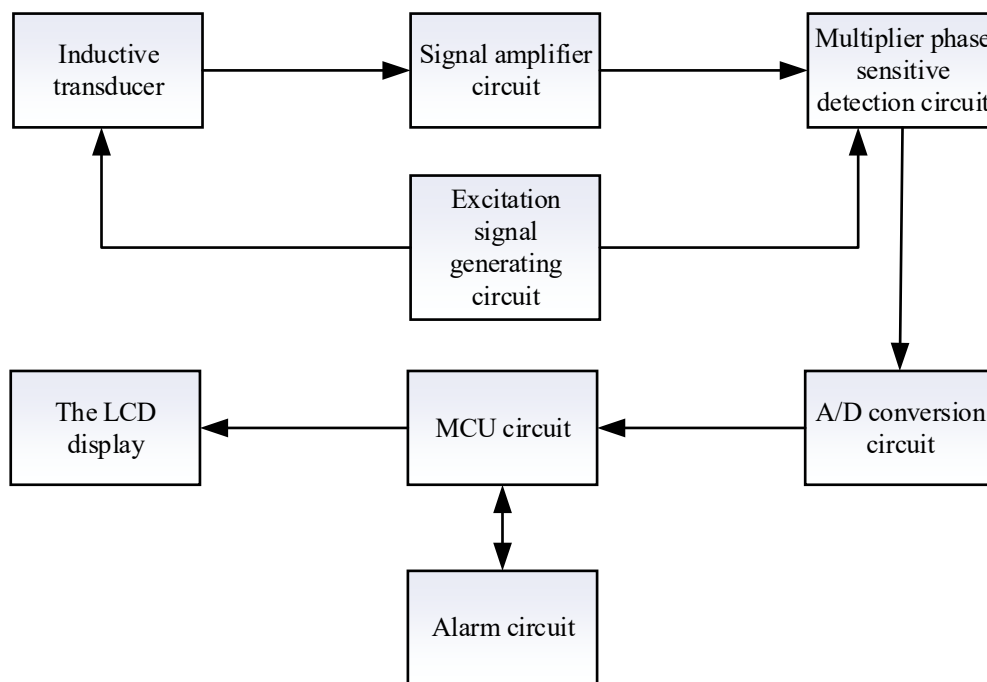 Inductive
transducer
Signal amplifier
circuit
Multiplier phase
sensitive
detection circuit
Excitation
signal
generating
circuit
The LCD
display
MCU circuit
A/D conversion
circuit
Alarm circuit